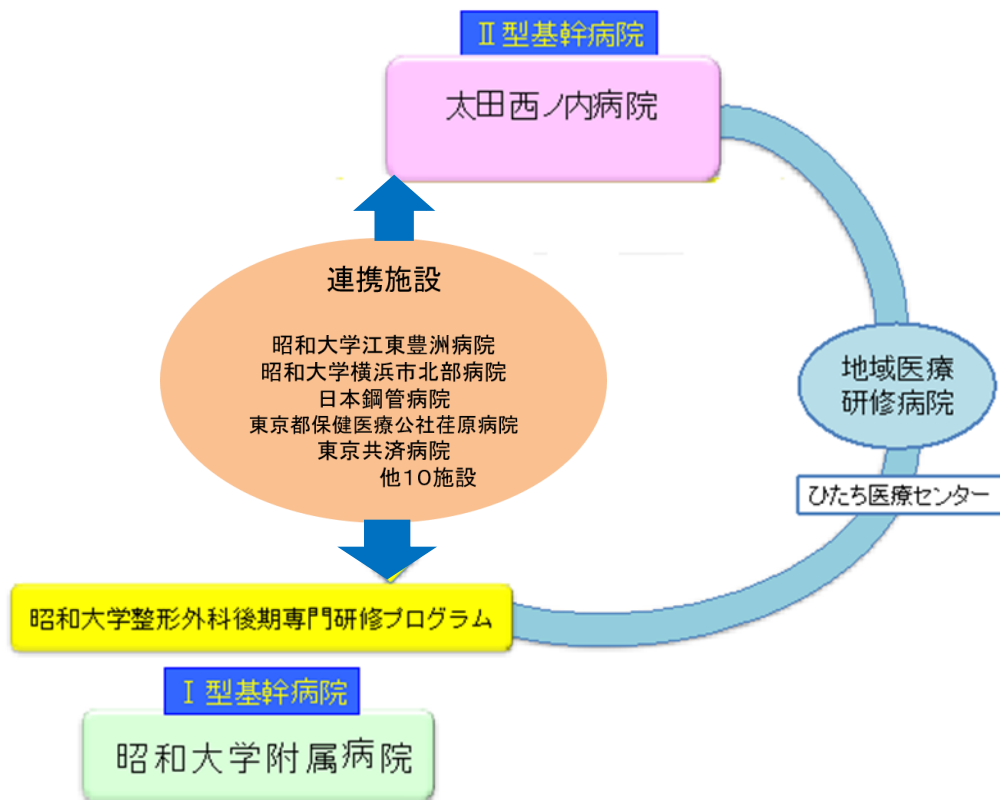 Ⅱ型基幹病院
太田西ノ内病院
連携施設
昭和大学江東豊洲病院
昭和大学横浜市北部病院
日本鋼管病院
東京都保健医療公社荏原病院
東京共済病院
他10施設
地域医療
研修病院
ひたち医療センター
昭和大学整形外科後期専門研修プログラム
Ⅰ型基幹病院
昭和大学附属病院